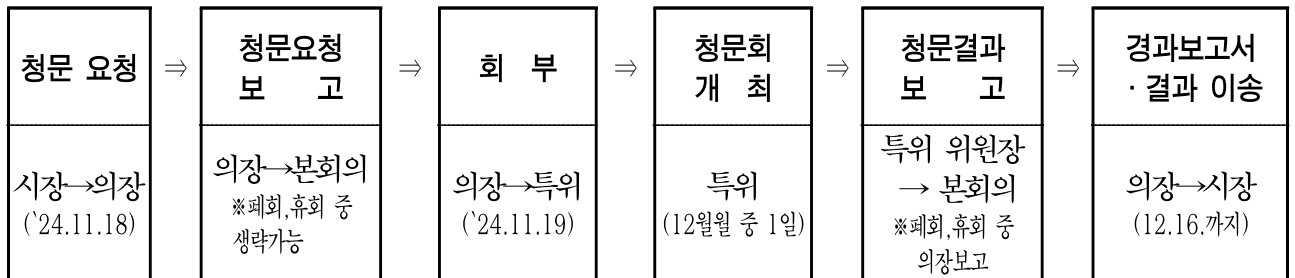 청문 요청
시장→의장
(`24.11.18)
⇒
청문요청
보 고
의장→본회의
※폐회,휴회 중
생략가능
⇒
회 부
의장→특위
(`24.11.19)
⇒
청문회
개 최
특위
(12월월 중 1일)
⇒
청문결과
보 고
특위 위원장
→ 본회의
※폐회,휴회 중
의장보고
⇒
경과보고서
· 결과 이송
의장→시장
(12.16.까지)